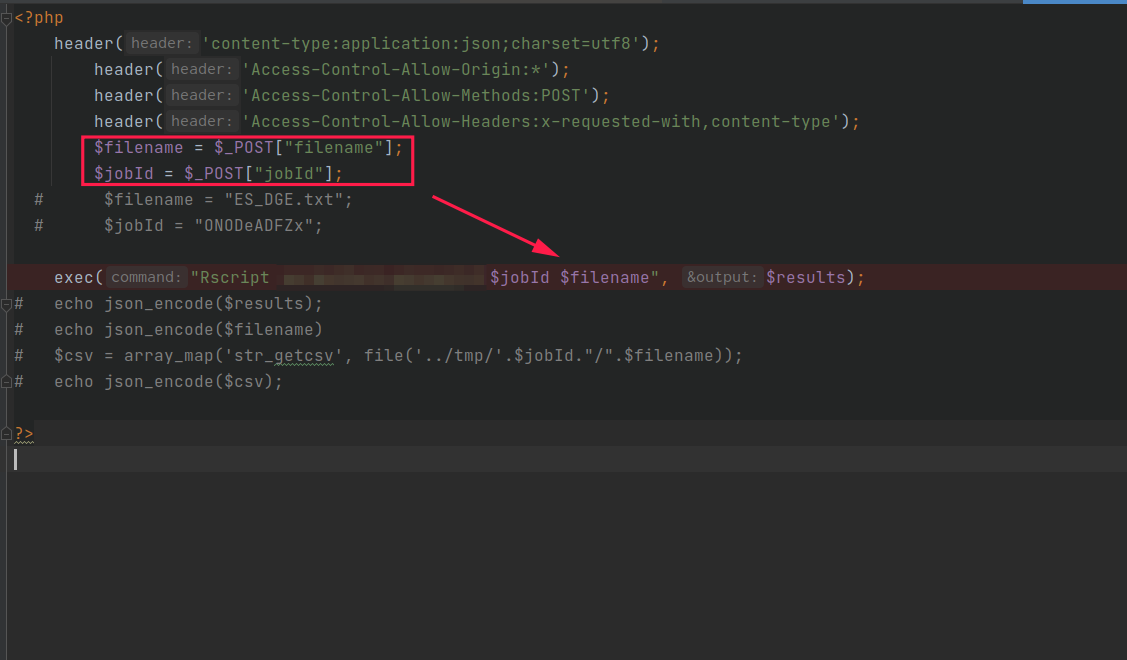 <?php
header( header: 'content-type:application:json;charset=utf8');
header( header: 'Access-Control-Allow-Origin:*');
header( header: 'Access-Control-Allow-Methods:POST');
header( header: 'Access-Control-Allow-Headers:x-requested-with,content-type');
$filename = $_POST["filename"];
$jobId = $_POST["jobId"];
# $filename = "ES_DGE.txt";
# $jobId = "ONODeADFZx";
exec( command: "Rscript $jobId $filename", &output: $results);
# echo json_encode($results);
# echo json_encode($filename)
# $csv = array_map('str_getcsv', file('../tmp/'.$jobId."/".$filename));
# echo json_encode($csv);
?>